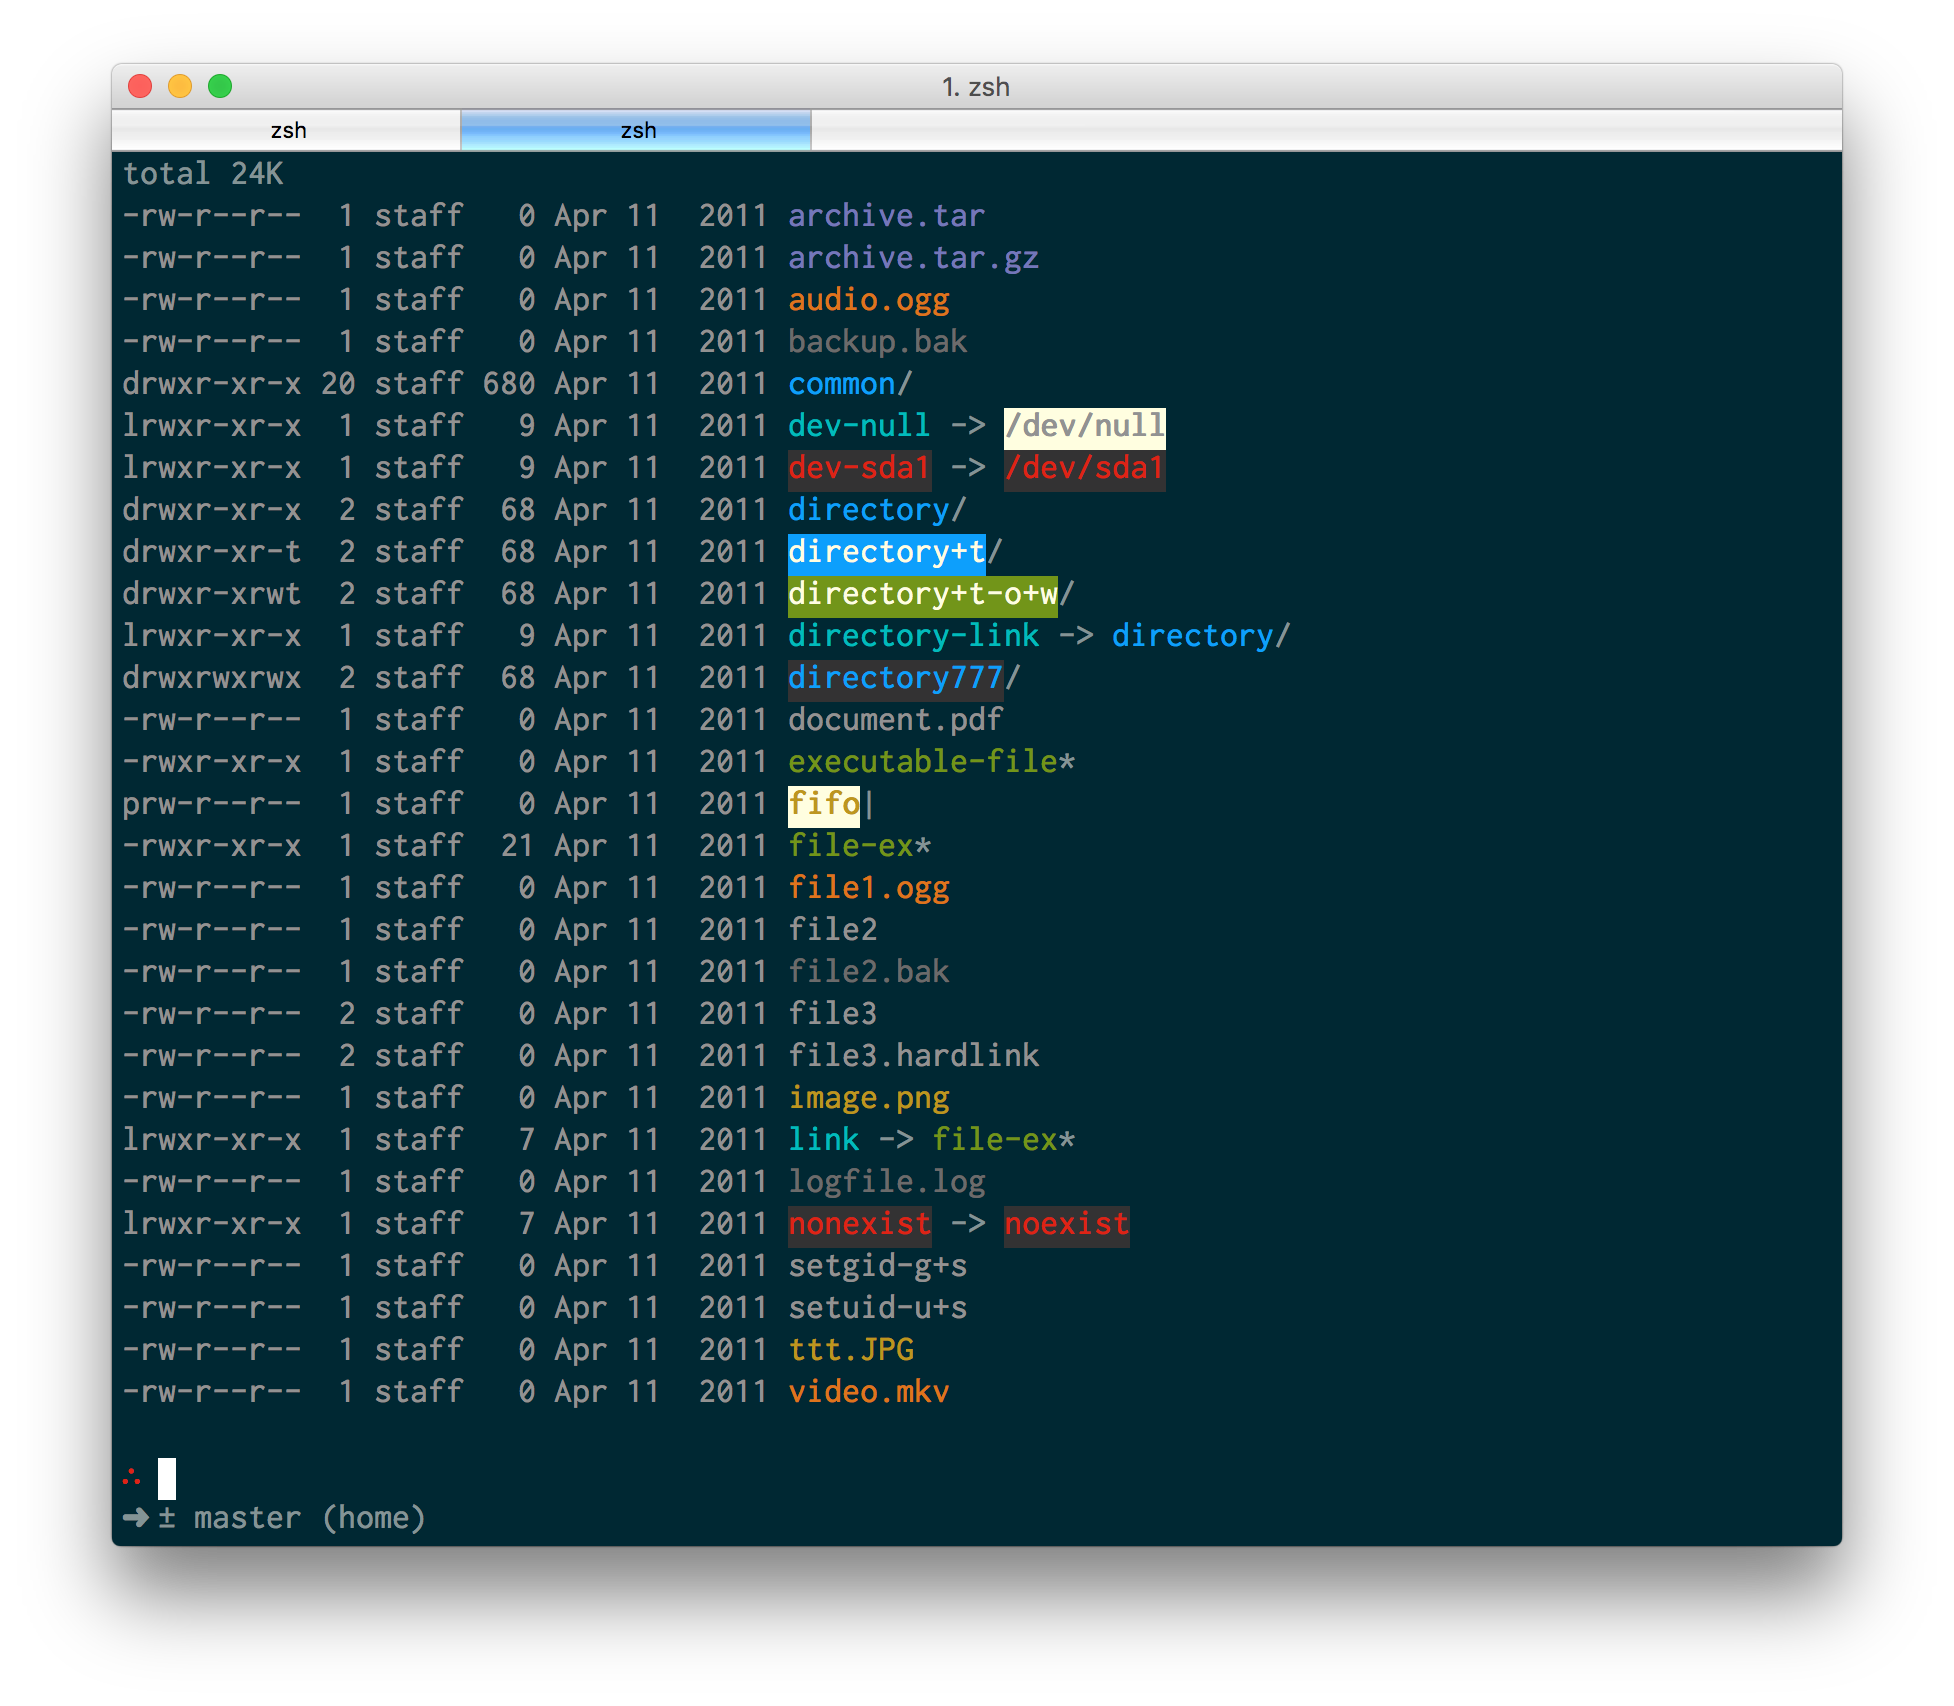 1. zsh
zsh zsh
total 24K
-rw-r--r--  1 staff   0 Apr 11  2011 archive.tar
-rw-r--r--  1 staff   0 Apr 11  2011 archive.tar.gz
-rw-r--r--  1 staff   0 Apr 11  2011 audio.ogg
-rw-r--r--  1 staff   0 Apr 11  2011 backup.bak
drwxr-xr-x 20 staff 680 Apr 11  2011 common/
lrwxr-xr-x  1 staff   9 Apr 11  2011 dev-null -> /dev/null
lrwxr-xr-x  1 staff   9 Apr 11  2011 dev-sda1 -> /dev/sda1
drwxr-xr-x  2 staff  68 Apr 11  2011 directory/
drwxr-xr-t  2 staff  68 Apr 11  2011 directory+t/
drwxr-xrwt  2 staff  68 Apr 11  2011 directory+t-o+w/
lrwxr-xr-x  1 staff   9 Apr 11  2011 directory-link -> directory/
drwxrwxrwx  2 staff  68 Apr 11  2011 directory777/
-rw-r--r--  1 staff   0 Apr 11  2011 document.pdf
-rwxr-xr-x  1 staff   0 Apr 11  2011 executable-file*
prw-r--r--  1 staff   0 Apr 11  2011 fifo|
-rwxr-xr-x  1 staff  21 Apr 11  2011 file-ex*
-rw-r--r--  1 staff   0 Apr 11  2011 file1.ogg
-rw-r--r--  1 staff   0 Apr 11  2011 file2
-rw-r--r--  1 staff   0 Apr 11  2011 file2.bak
-rw-r--r--  2 staff   0 Apr 11  2011 file3
-rw-r--r--  2 staff   0 Apr 11  2011 file3.hardlink
-rw-r--r--  1 staff   0 Apr 11  2011 image.png
lrwxr-xr-x  1 staff   7 Apr 11  2011 link -> file-ex*
-rw-r--r--  1 staff   0 Apr 11  2011 logfile.log
lrwxr-xr-x  1 staff   7 Apr 11  2011 nonexist -> noexist
-rw-r--r--  1 staff   0 Apr 11  2011 setgid-g+s
-rw-r--r--  1 staff   0 Apr 11  2011 setuid-u+s
-rw-r--r--  1 staff   0 Apr 11  2011 ttt.JPG
-rw-r--r--  1 staff   0 Apr 11  2011 video.mkv
∴
➜ ± master (home)